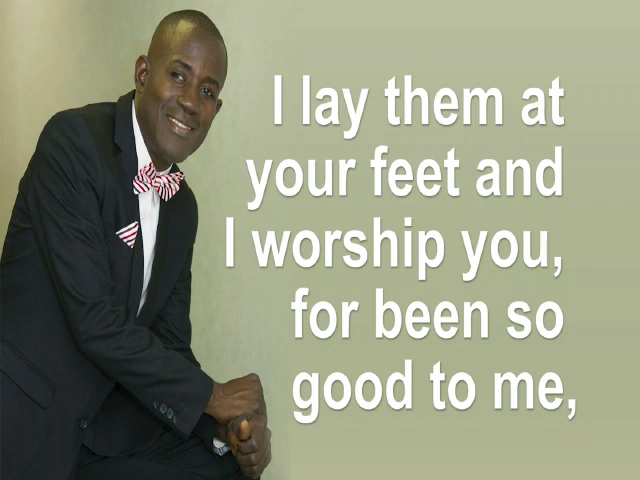 I lay them at
your feet and
I worship you,
for been so
good to me,